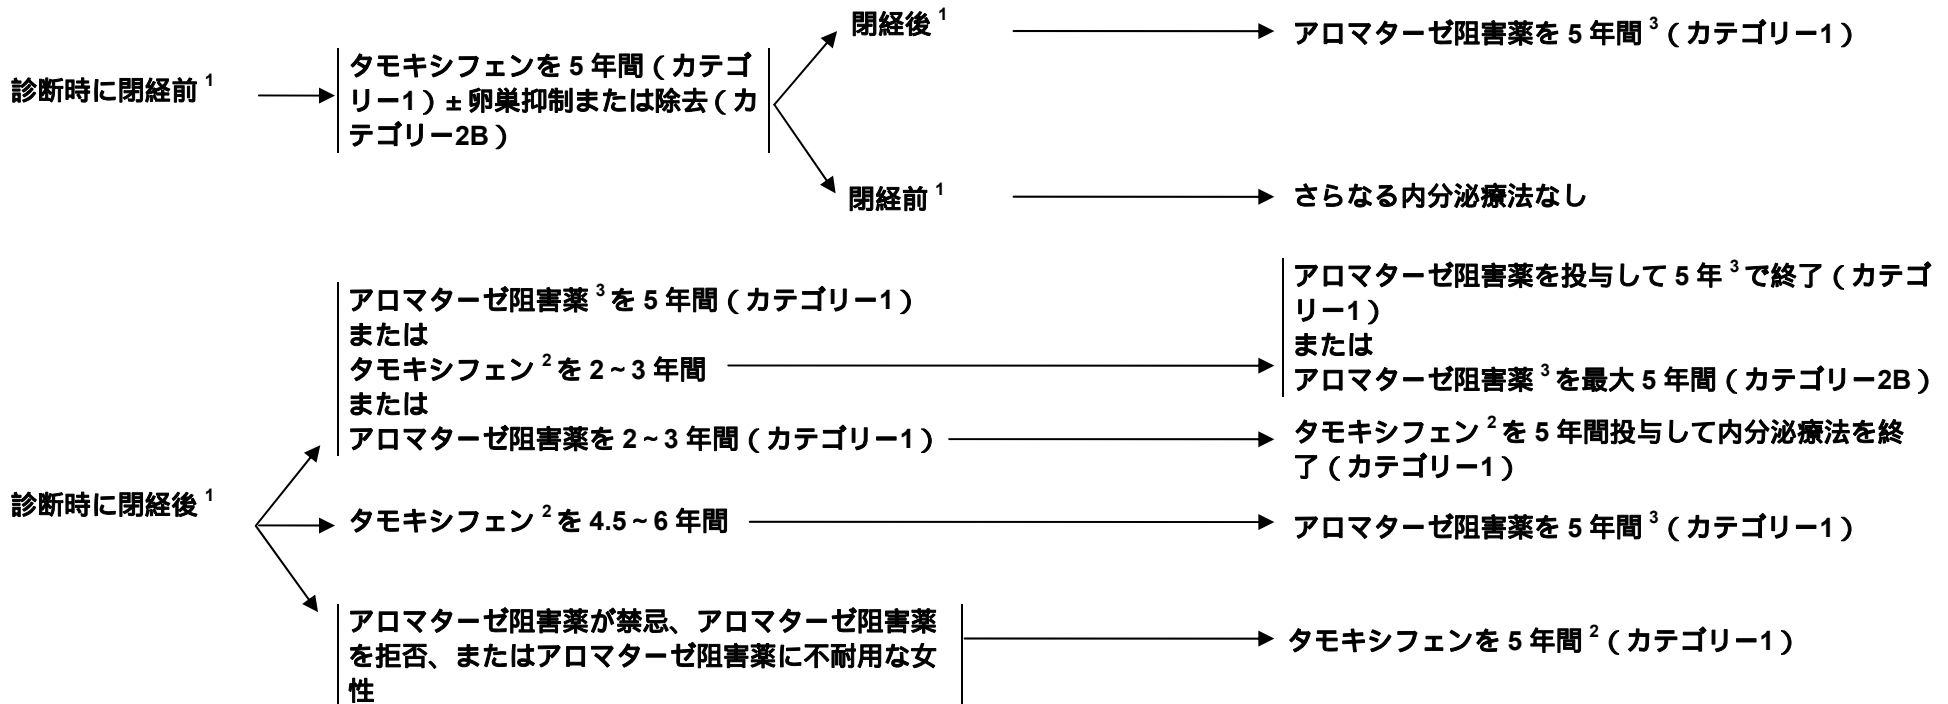 診断時に閉経前 1
タモキシフェンを 5 年間（カテゴ
リー1）± 卵巣抑制または除去（カ
テゴリー2B）
閉経後 1
アロマターゼ阻害薬を 5 年間 3（カテゴリー1）
閉経前 1
さらなる内分泌療法なし
診断時に閉経後 1
アロマターゼ阻害薬 3 を 5 年間（カテゴリー1）
または
タモキシフェン 2 を 2～3 年間
または
アロマターゼ阻害薬を 2～3 年間（カテゴリー1）
アロマターゼ阻害薬を投与して 5 年 3 で終了（カテゴ
リー1）
または
アロマターゼ阻害薬 3 を最大 5 年間（カテゴリー2B）
タモキシフェン 2 を 5 年間投与して内分泌療法を終
了（カテゴリー1）
タモキシフェン 2 を 4.5～6 年間
アロマターゼ阻害薬を 5 年間 3（カテゴリー1）
アロマターゼ阻害薬が禁忌、アロマターゼ阻害薬
を拒否、またはアロマターゼ阻害薬に不耐用な女
性
タモキシフェンを 5 年間 2（カテゴリー1）